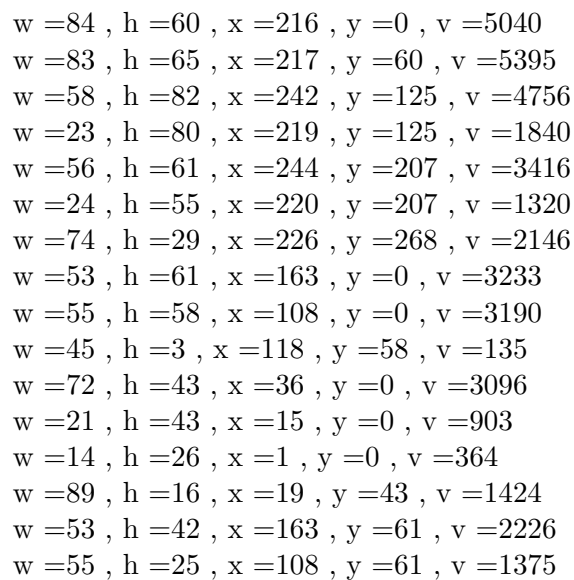 w =84 , h =60 , x =216 , y =0 , v =5040
w =83 , h =65 , x =217 , y =60 , v =5395
w =58 , h =82 , x =242 , y =125 , v =4756
w =23 , h =80 , x =219 , y =125 , v =1840
w =56 , h =61 , x =244 , y =207 , v =3416
w =24 , h =55 , x =220 , y =207 , v =1320
w =74 , h =29 , x =226 , y =268 , v =2146
w =53 , h =61 , x =163 , y =0 , v =3233
w =55 , h =58 , x =108 , y =0 , v =3190
w =45 , h =3 , x =118 , y =58 , v =135
w =72 , h =43 , x =36 , y =0 , v =3096
w =21 , h =43 , x =15 , y =0 , v =903
w =14 , h =26 , x =1 , y =0 , v =364
w =89 , h =16 , x =19 , y =43 , v =1424
w =53 , h =42 , x =163 , y =61 , v =2226
w =55 , h =25 , x =108 , y =61 , v =1375